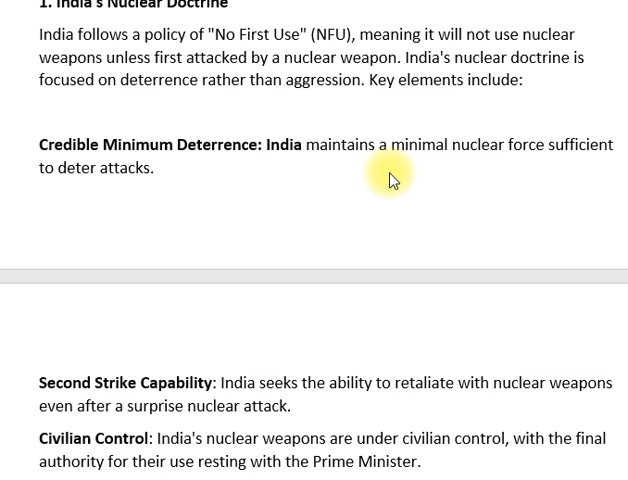 1. India's Nuclear Doctrine
India follows a policy of "No First Use" (NFU), meaning it will not use nuclear
weapons unless first attacked by a nuclear weapon. India's nuclear doctrine is
focused on deterrence rather than aggression. Key elements include:
Credible Minimum Deterrence: India maintains a minimal nuclear force sufficient
to deter attacks.
Second Strike Capability: India seeks the ability to retaliate with nuclear weapons
even after a surprise nuclear attack.
Civilian Control: India's nuclear weapons are under civilian control, with the final
authority for their use resting with the Prime Minister.